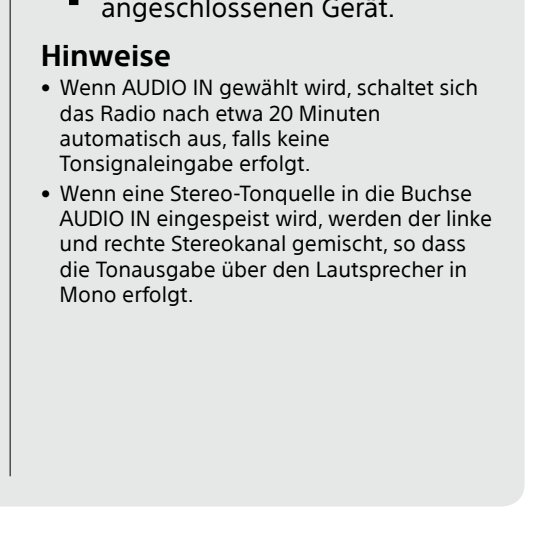 angeschlossenen Gerät.
Hinweise
• Wenn AUDIO IN gewählt wird, schaltet sich
das Radio nach etwa 20 Minuten
automatisch aus, falls keine
Tonsignaleingabe erfolgt.
• Wenn eine Stereo-Tonquelle in die Buchse
AUDIO IN eingespeist wird, werden der linke
und rechte Stereokanal gemischt, so dass
die Tonausgabe über den Lautsprecher in
Mono erfolgt.